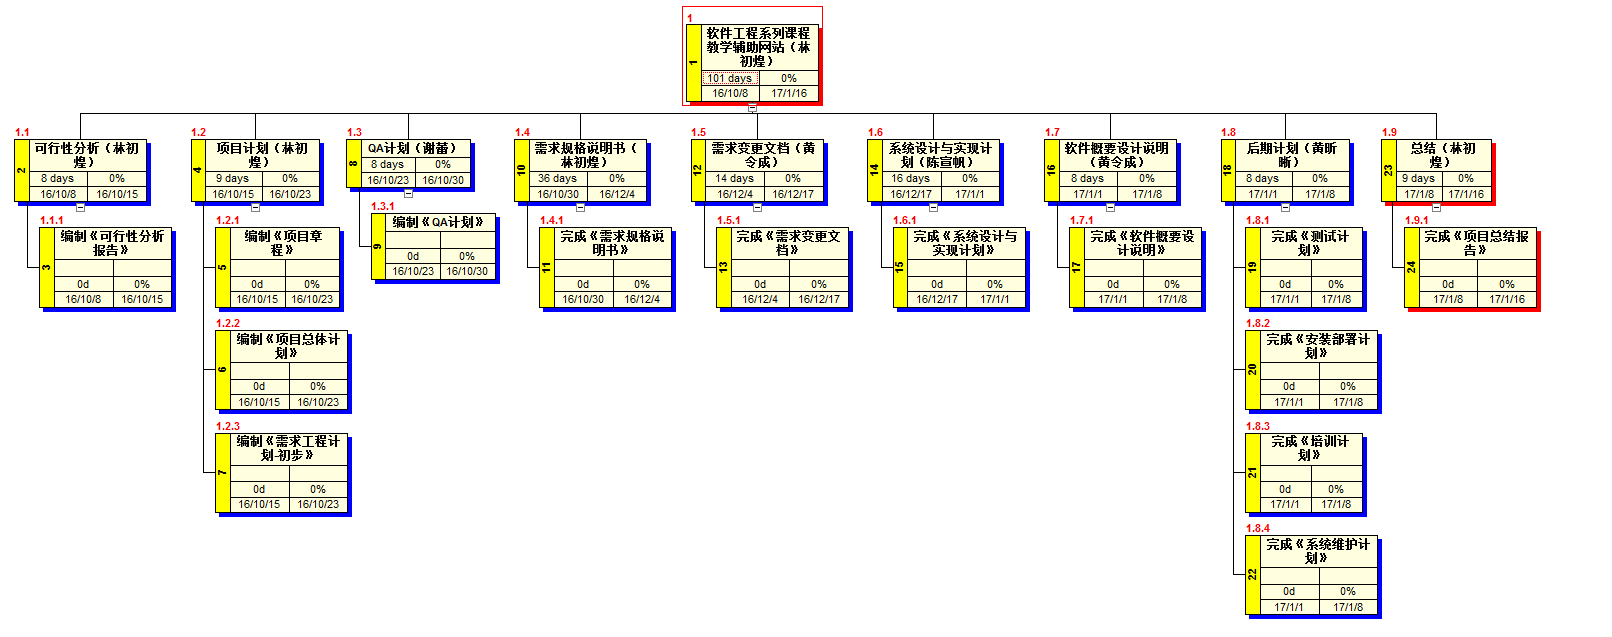 1
软件工程系列课程
教学辅助网站（林
初煌）
1
101 days 0%
16/10/8 17/1/16
1.1
可行性分析（林初
煌）
2
8 days 0%
16/10/8 16/10/15
1.1.1
编制《可行性分析
报告》
3
0d 0%
16/10/8 16/10/15
1.2
项目计划（林初
煌）
4
9 days 0%
16/10/15 16/10/23
1.2.1
编制《项目章
程》
5
0d 0%
16/10/15 16/10/23
1.2.2
编制《项目总体计
划》
6
0d 0%
16/10/15 16/10/23
1.2.3
编制《需求工程计
划-初步》
7
0d 0%
16/10/15 16/10/23
1.3
QA计划（谢蕾）
8
8 days 0%
16/10/23 16/10/30
1.3.1
编制《QA计划》
9
0d 0%
16/10/23 16/10/30
1.4
需求规格说明书（
林初煌）
10
36 days 0%
16/10/30 16/12/4
1.4.1
完成《需求规格说
明书》
11
0d 0%
16/10/30 16/12/4
1.5
需求变更文档（黄
令成）
12
14 days 0%
16/12/4 16/12/17
1.5.1
完成《需求变更文
档》
13
0d 0%
16/12/4 16/12/17
1.6
系统设计与实现计
划（陈宣帆）
14
16 days 0%
16/12/17 17/1/1
1.6.1
完成《系统设计与
实现计划》
15
0d 0%
16/12/17 17/1/1
1.7
软件概要设计说明
（黄令成）
16
8 days 0%
17/1/1 17/1/8
1.7.1
完成《软件概要设
计说明》
17
0d 0%
17/1/1 17/1/8
1.8
后期计划（黄昕
晰）
18
8 days 0%
17/1/1 17/1/8
1.8.1
完成《测试计
划》
19
0d 0%
17/1/1 17/1/8
1.8.2
完成《安装部署计
划》
20
0d 0%
17/1/1 17/1/8
1.8.3
完成《培训计
划》
21
0d 0%
17/1/1 17/1/8
1.8.4
完成《系统维护计
划》
22
0d 0%
17/1/1 17/1/8
1.9
总结（林初
煌）
23
9 days 0%
17/1/8 17/1/16
1.9.1
完成《项目总结报
告》
24
0d 0%
17/1/8 17/1/16